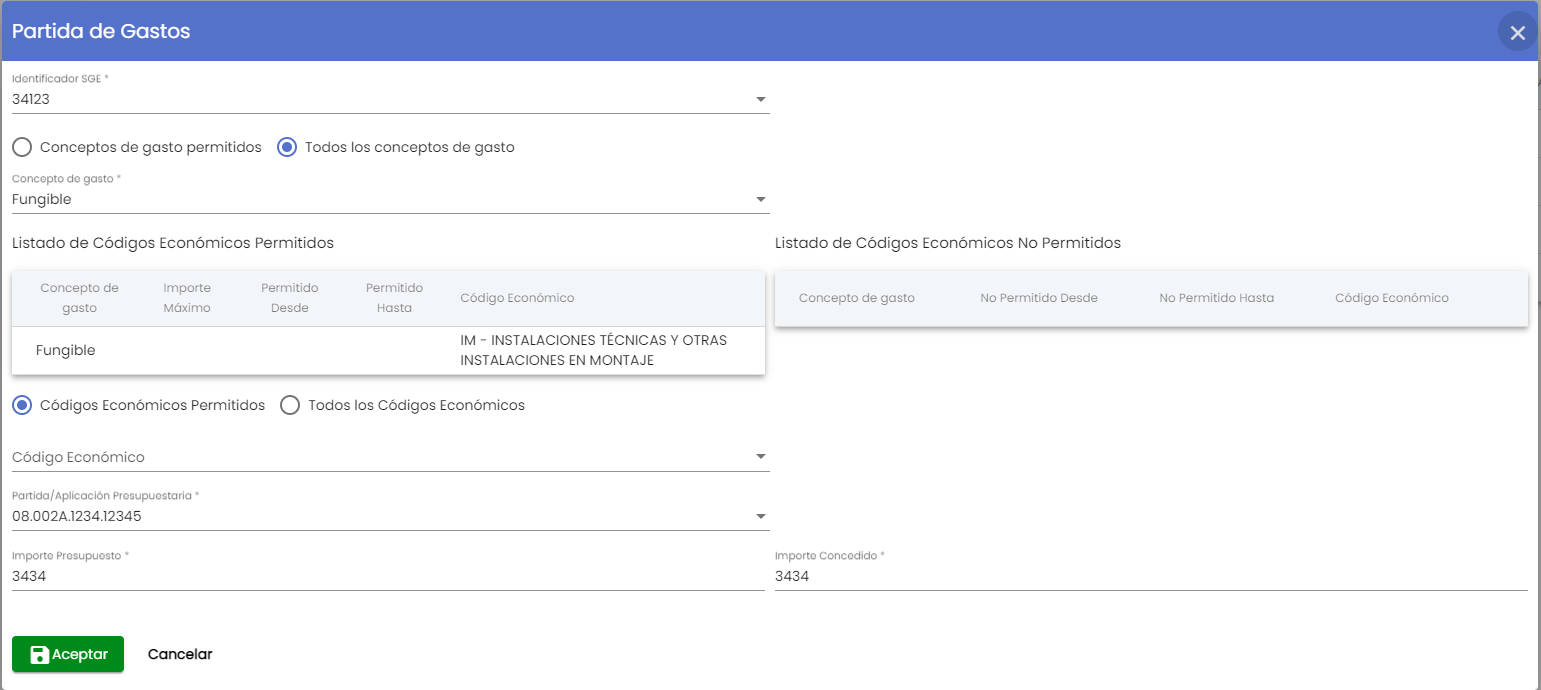 Partida de Gastos
Identificador SGE *
34123
Conceptos de gasto permitidos Todos los conceptos de gasto
Concepto de gasto *
Fungible
Listado de Códigos Económicos Permitidos
Concepto de gasto Importe Máximo Permitido Desde Permitido Hasta Código Económico
Fungible IM - INSTALACIONES TÉCNICAS Y OTRAS
INSTALACIONES EN MONTAJE
Listado de Códigos Económicos No Permitidos
Concepto de gasto No Permitido Desde No Permitido Hasta Código Económico
Códigos Económicos Permitidos Todos los Códigos Económicos
Código Económico
Partida/Aplicación Presupuestaria *
08.002A.1234.12345
Importe Presupuesto *
3434
Importe Concedido *
3434
Aceptar Cancelar